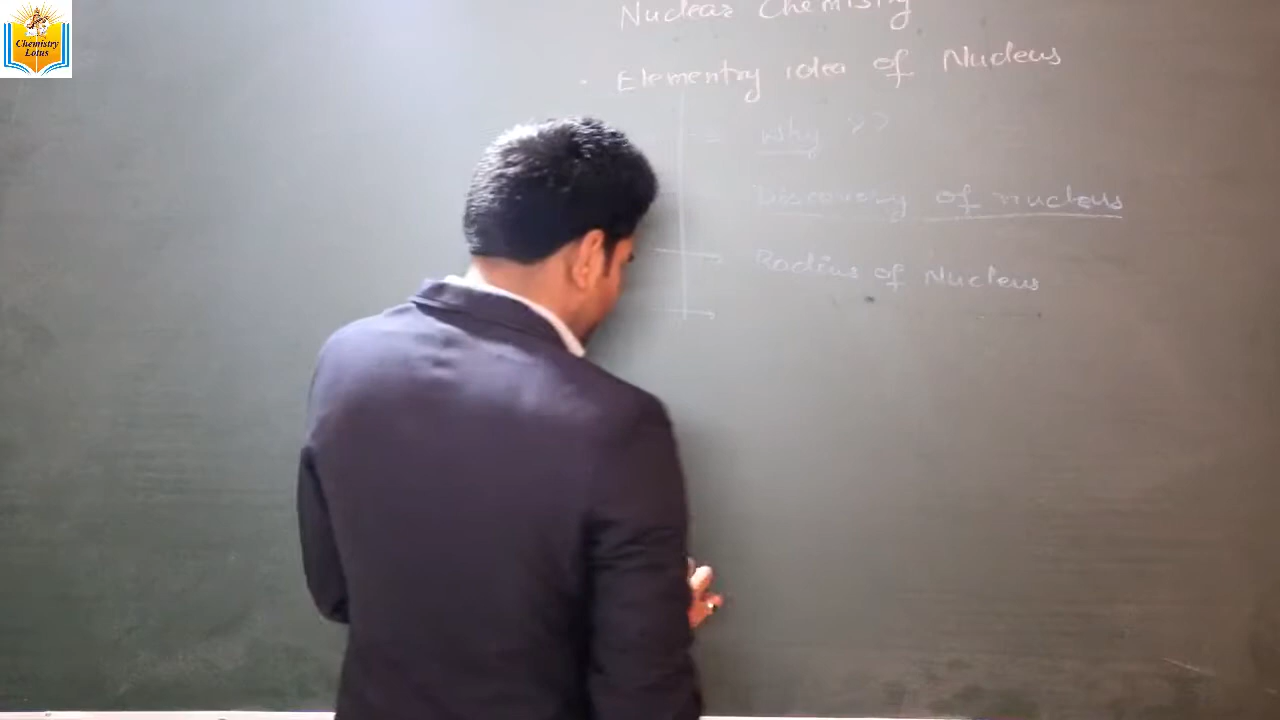 Chemistry
Lotus
Nuclear Chemistry
Elementry idea of Nucleus
Why ??
Discovery of nucleus
Radius of Nucleus